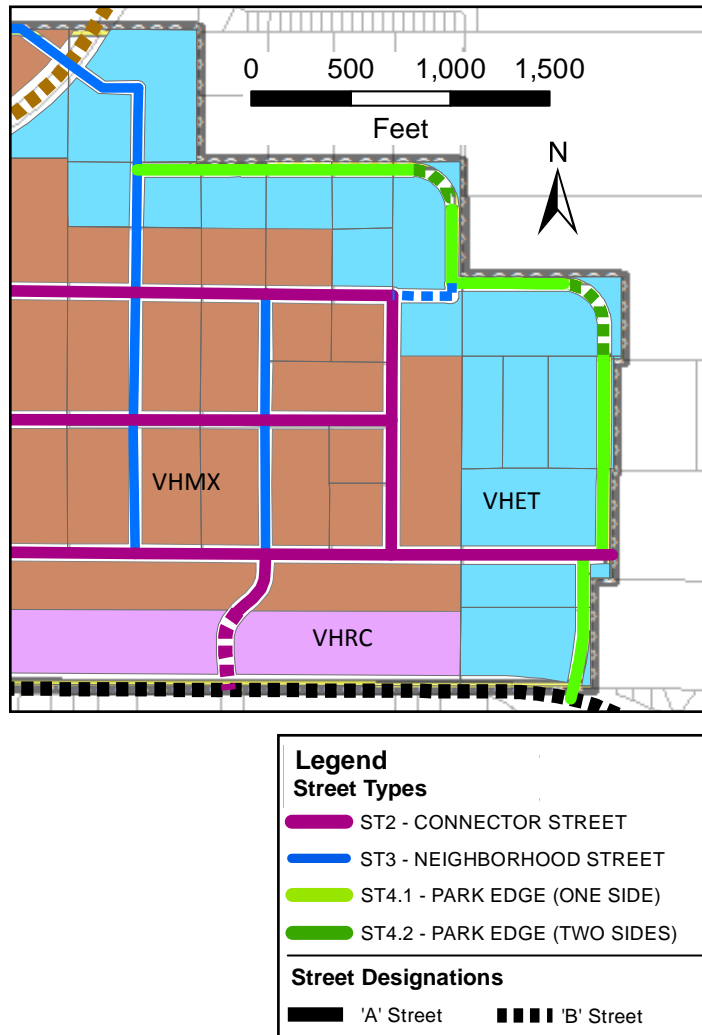 0 500 1,000 1,500
Feet
N
VHMX
VHET
VHRC
Legend
Street Types
ST2 - CONNECTOR STREET
ST3 - NEIGHBORHOOD STREET
ST4.1 - PARK EDGE (ONE SIDE)
ST4.2 - PARK EDGE (TWO SIDES)
Street Designations
'A' Street 'B' Street